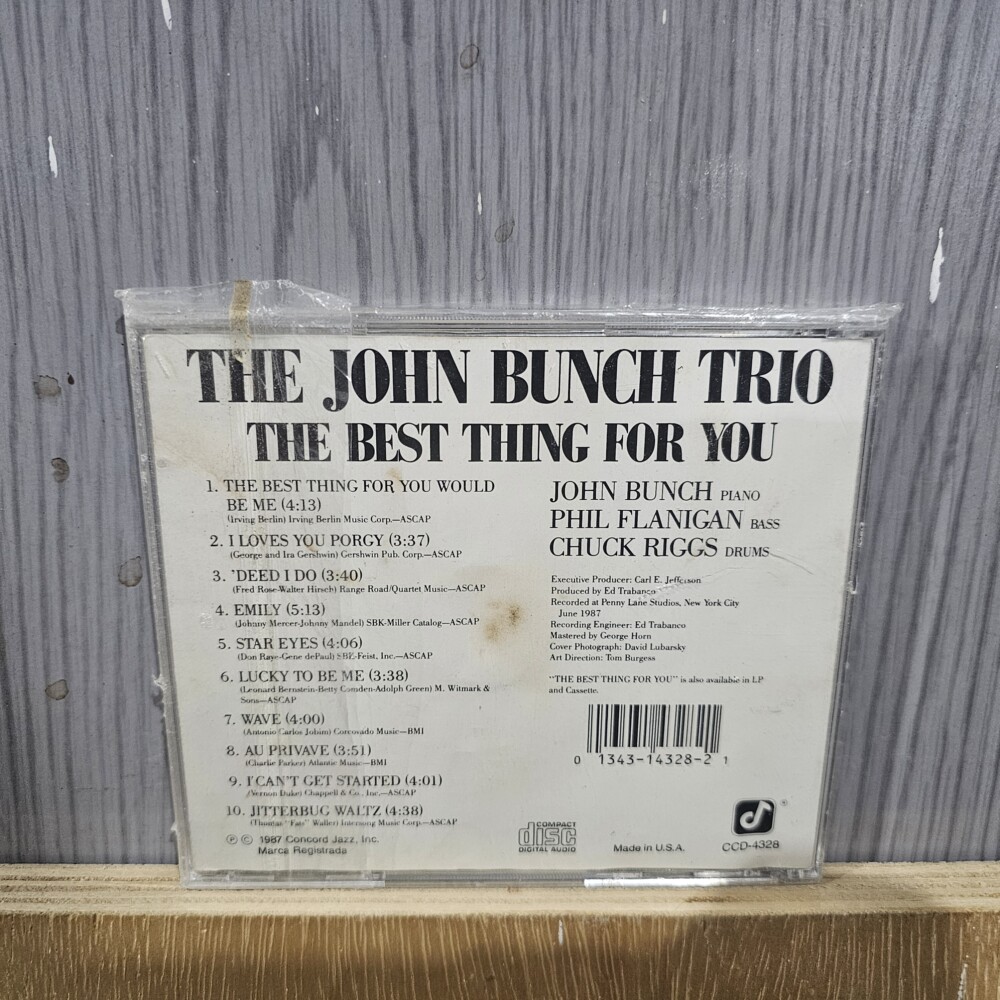 THE JOHN BUNCH TRIO
THE BEST THING FOR YOU
1. THE BEST THING FOR YOU WOULD
BE ME (4:13)
(Irving Berlin) Irving Berlin Music Corp.—ASCAP
2. I LOVES YOU PORGY (3:37)
(George and Ira Gershwin) Gershwin Pub. Corp.—ASCAP
3. 'DEED I DO (3:40)
(Fred Rose-Walter Hirsch) Range Road/Quartet Music—ASCAP
4. EMILY (5:13)
(Johnny Mercer-Johnny Mandel) SBK-Miller Catalog—ASCAP
5. STAR EYES (4:06)
(Don Raye-Gene dePaul) SBK-Feist, Inc.—ASCAP
6. LUCKY TO BE ME (3:38)
(Leonard Bernstein-Betty Comden-Adolph Green) M. Witmark &
Sons—ASCAP
7. WAVE (4:00)
(Antonio Carlos Jobim) Corcovado Music—BMI
8. AU PRIVAVE (3:51)
(Charlie Parker) Atlantic Music—BMI
9. I CAN'T GET STARTED (4:01)
(Vernon Duke) Chappell & Co., Inc.—ASCAP
10. JITTERBUG WALTZ (4:38)
(Thomas "Fats" Waller) Intersong Music Corp.—ASCAP
℗ © 1987 Concord Jazz, Inc.
Marca Registrada
JOHN BUNCH PIANO
PHIL FLANIGAN BASS
CHUCK RIGGS DRUMS
Executive Producer: Carl E. Jefferson
Produced by Ed Trabanco
Recorded at Penny Lane Studios, New York City
June 1987
Recording Engineer: Ed Trabanco
Mastered by George Horn
Cover Photograph: David Lubarsky
Art Direction: Tom Burgess
"THE BEST THING FOR YOU" is also available in LP
and Cassette.
0 1343-14328-2 1
COMPACT
disc
DIGITAL AUDIO
Made in U.S.A.
®
CCD-4328